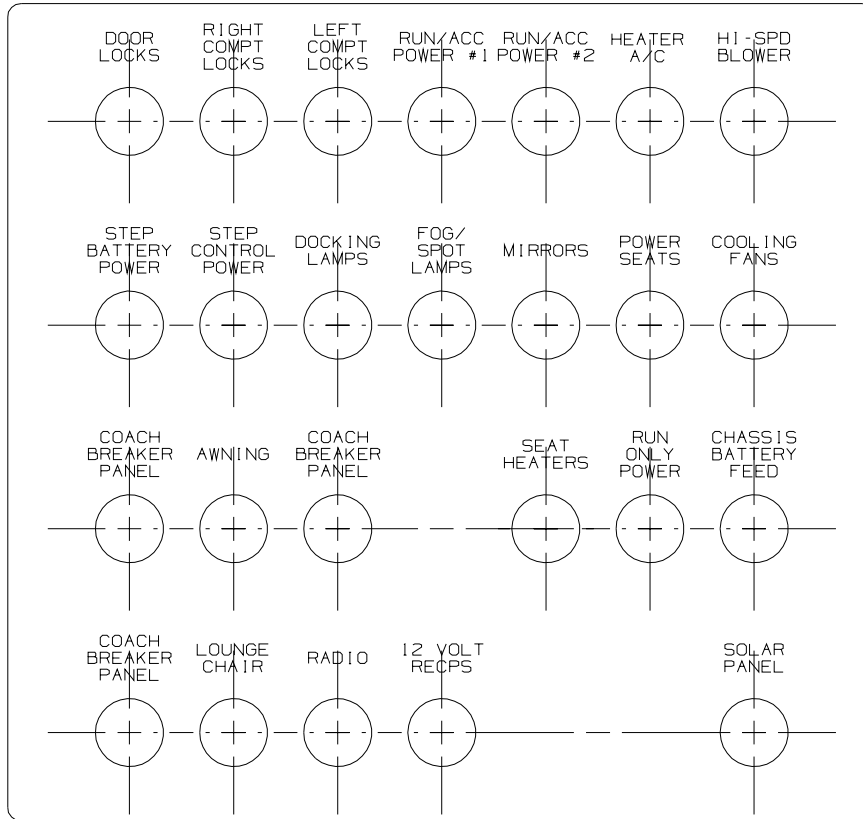 DOOR
LOCKS
RIGHT
COMPT
LOCKS
LEFT
COMPT
LOCKS
RUN/ACC
POWER #1
RUN/ACC
POWER #2
HEATER
A/C
HI-SPD
BLOWER
STEP
BATTERY
POWER
STEP
CONTROL
POWER
DOCKING
LAMPS
FOG/
SPOT
LAMPS
MIRRORS
POWER
SEATS
COOLING
FANS
COACH
BREAKER
PANEL
AWNING
COACH
BREAKER
PANEL
SEAT
HEATERS
RUN
ONLY
POWER
CHASSIS
BATTERY
FEED
COACH
BREAKER
PANEL
LOUNGE
CHAIR
RADIO
12 VOLT
RECPS
SOLAR
PANEL